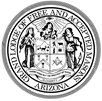 GRAND LODGE OF FREE AND ACCEPTED MASONS
ARIZONA